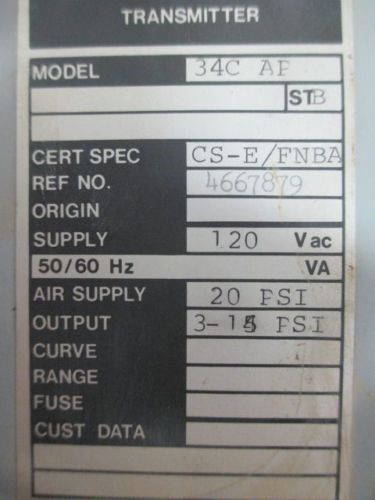 TRANSMITTER
MODEL 34C AP
STB
CERT SPEC CS-E/FNBA
REF NO. 4667879
ORIGIN
SUPPLY 120 Vac
50/60 Hz VA
AIR SUPPLY 20 PSI
OUTPUT 3-15 PSI
CURVE
RANGE
FUSE
CUST DATA